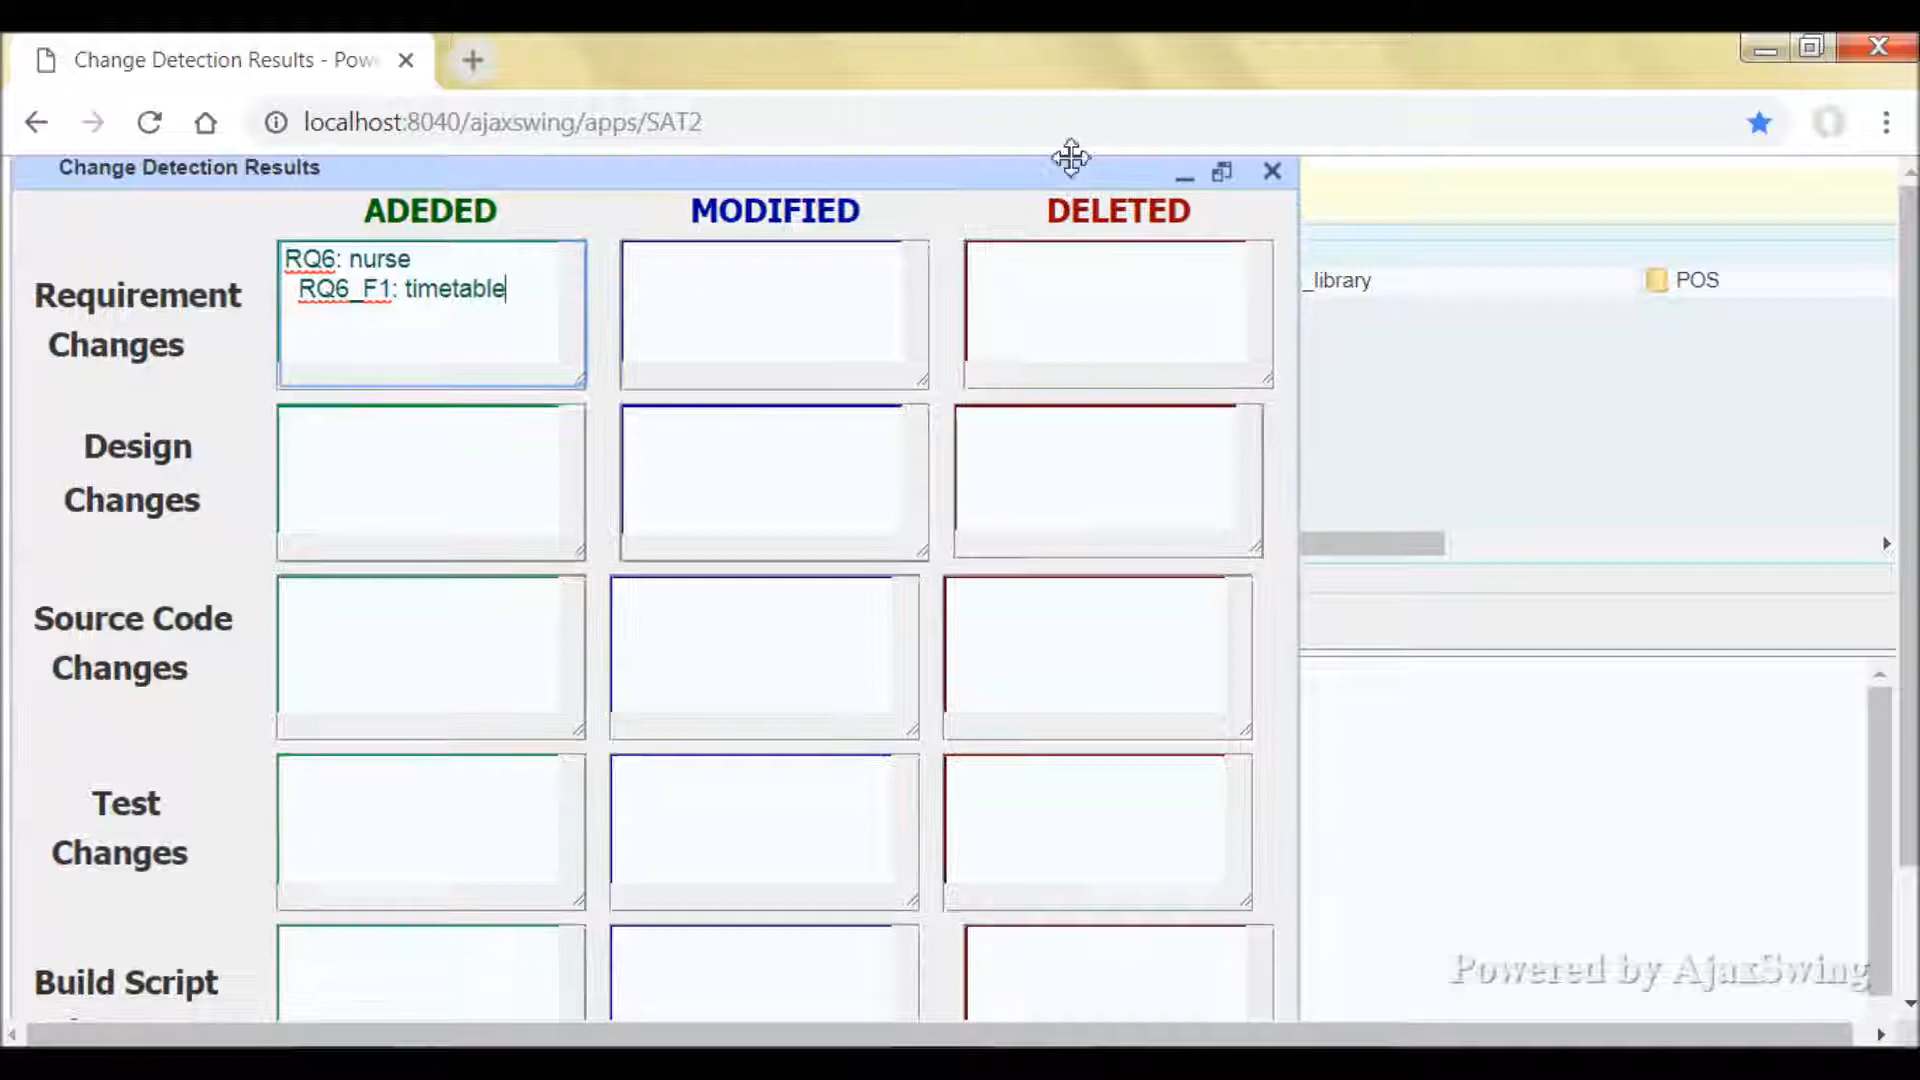 Change Detection Results - Powe
localhost:8040/ajaxswing/apps/SAT2
Change Detection Results
ADEDED MODIFIED DELETED
RQ6: nurse
RQ6_F1: timetable
Requirement
Changes
_library
POS
Design
Changes
Source Code
Changes
Test
Changes
Build Script
Powered by AjaxSwing